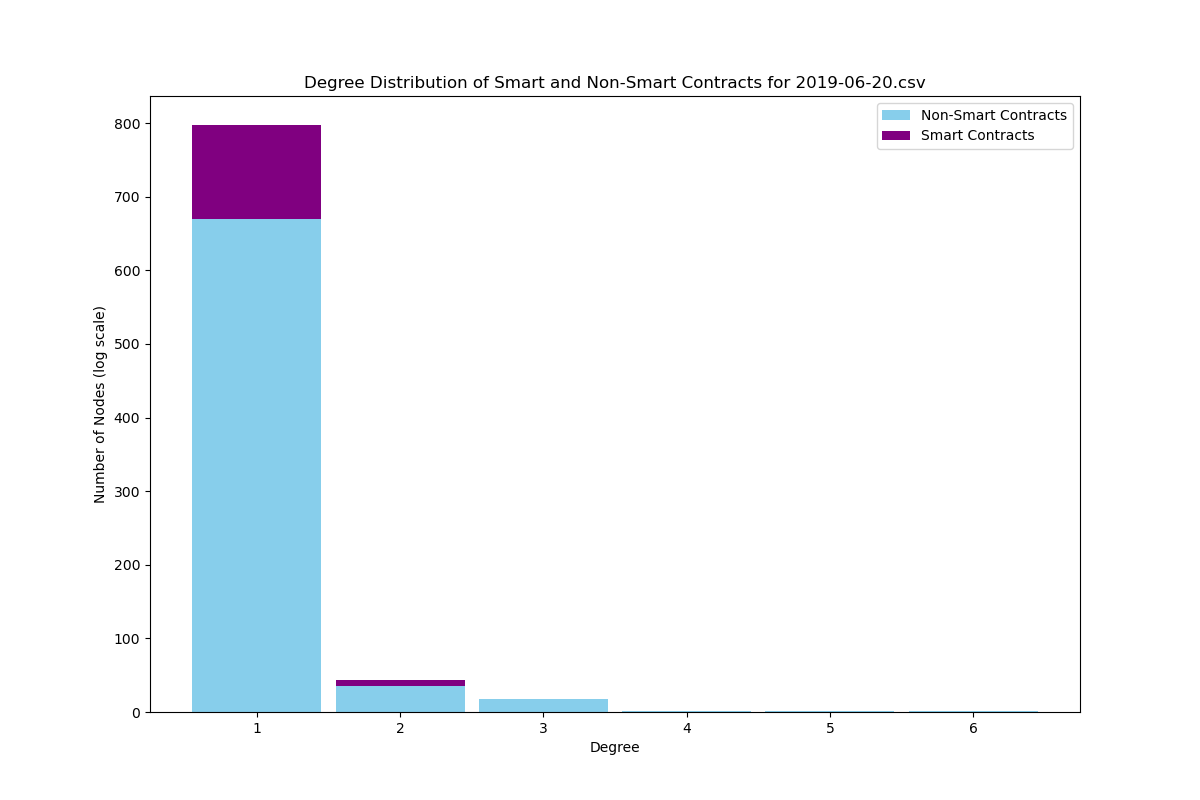 Degree Distribution of Smart and Non-Smart Contracts for 2019-06-20.csv
Non-Smart Contracts
Smart Contracts
800
700
600
500
400
300
200
100
0
Number of Nodes (log scale)
1 2 3 4 5 6
Degree